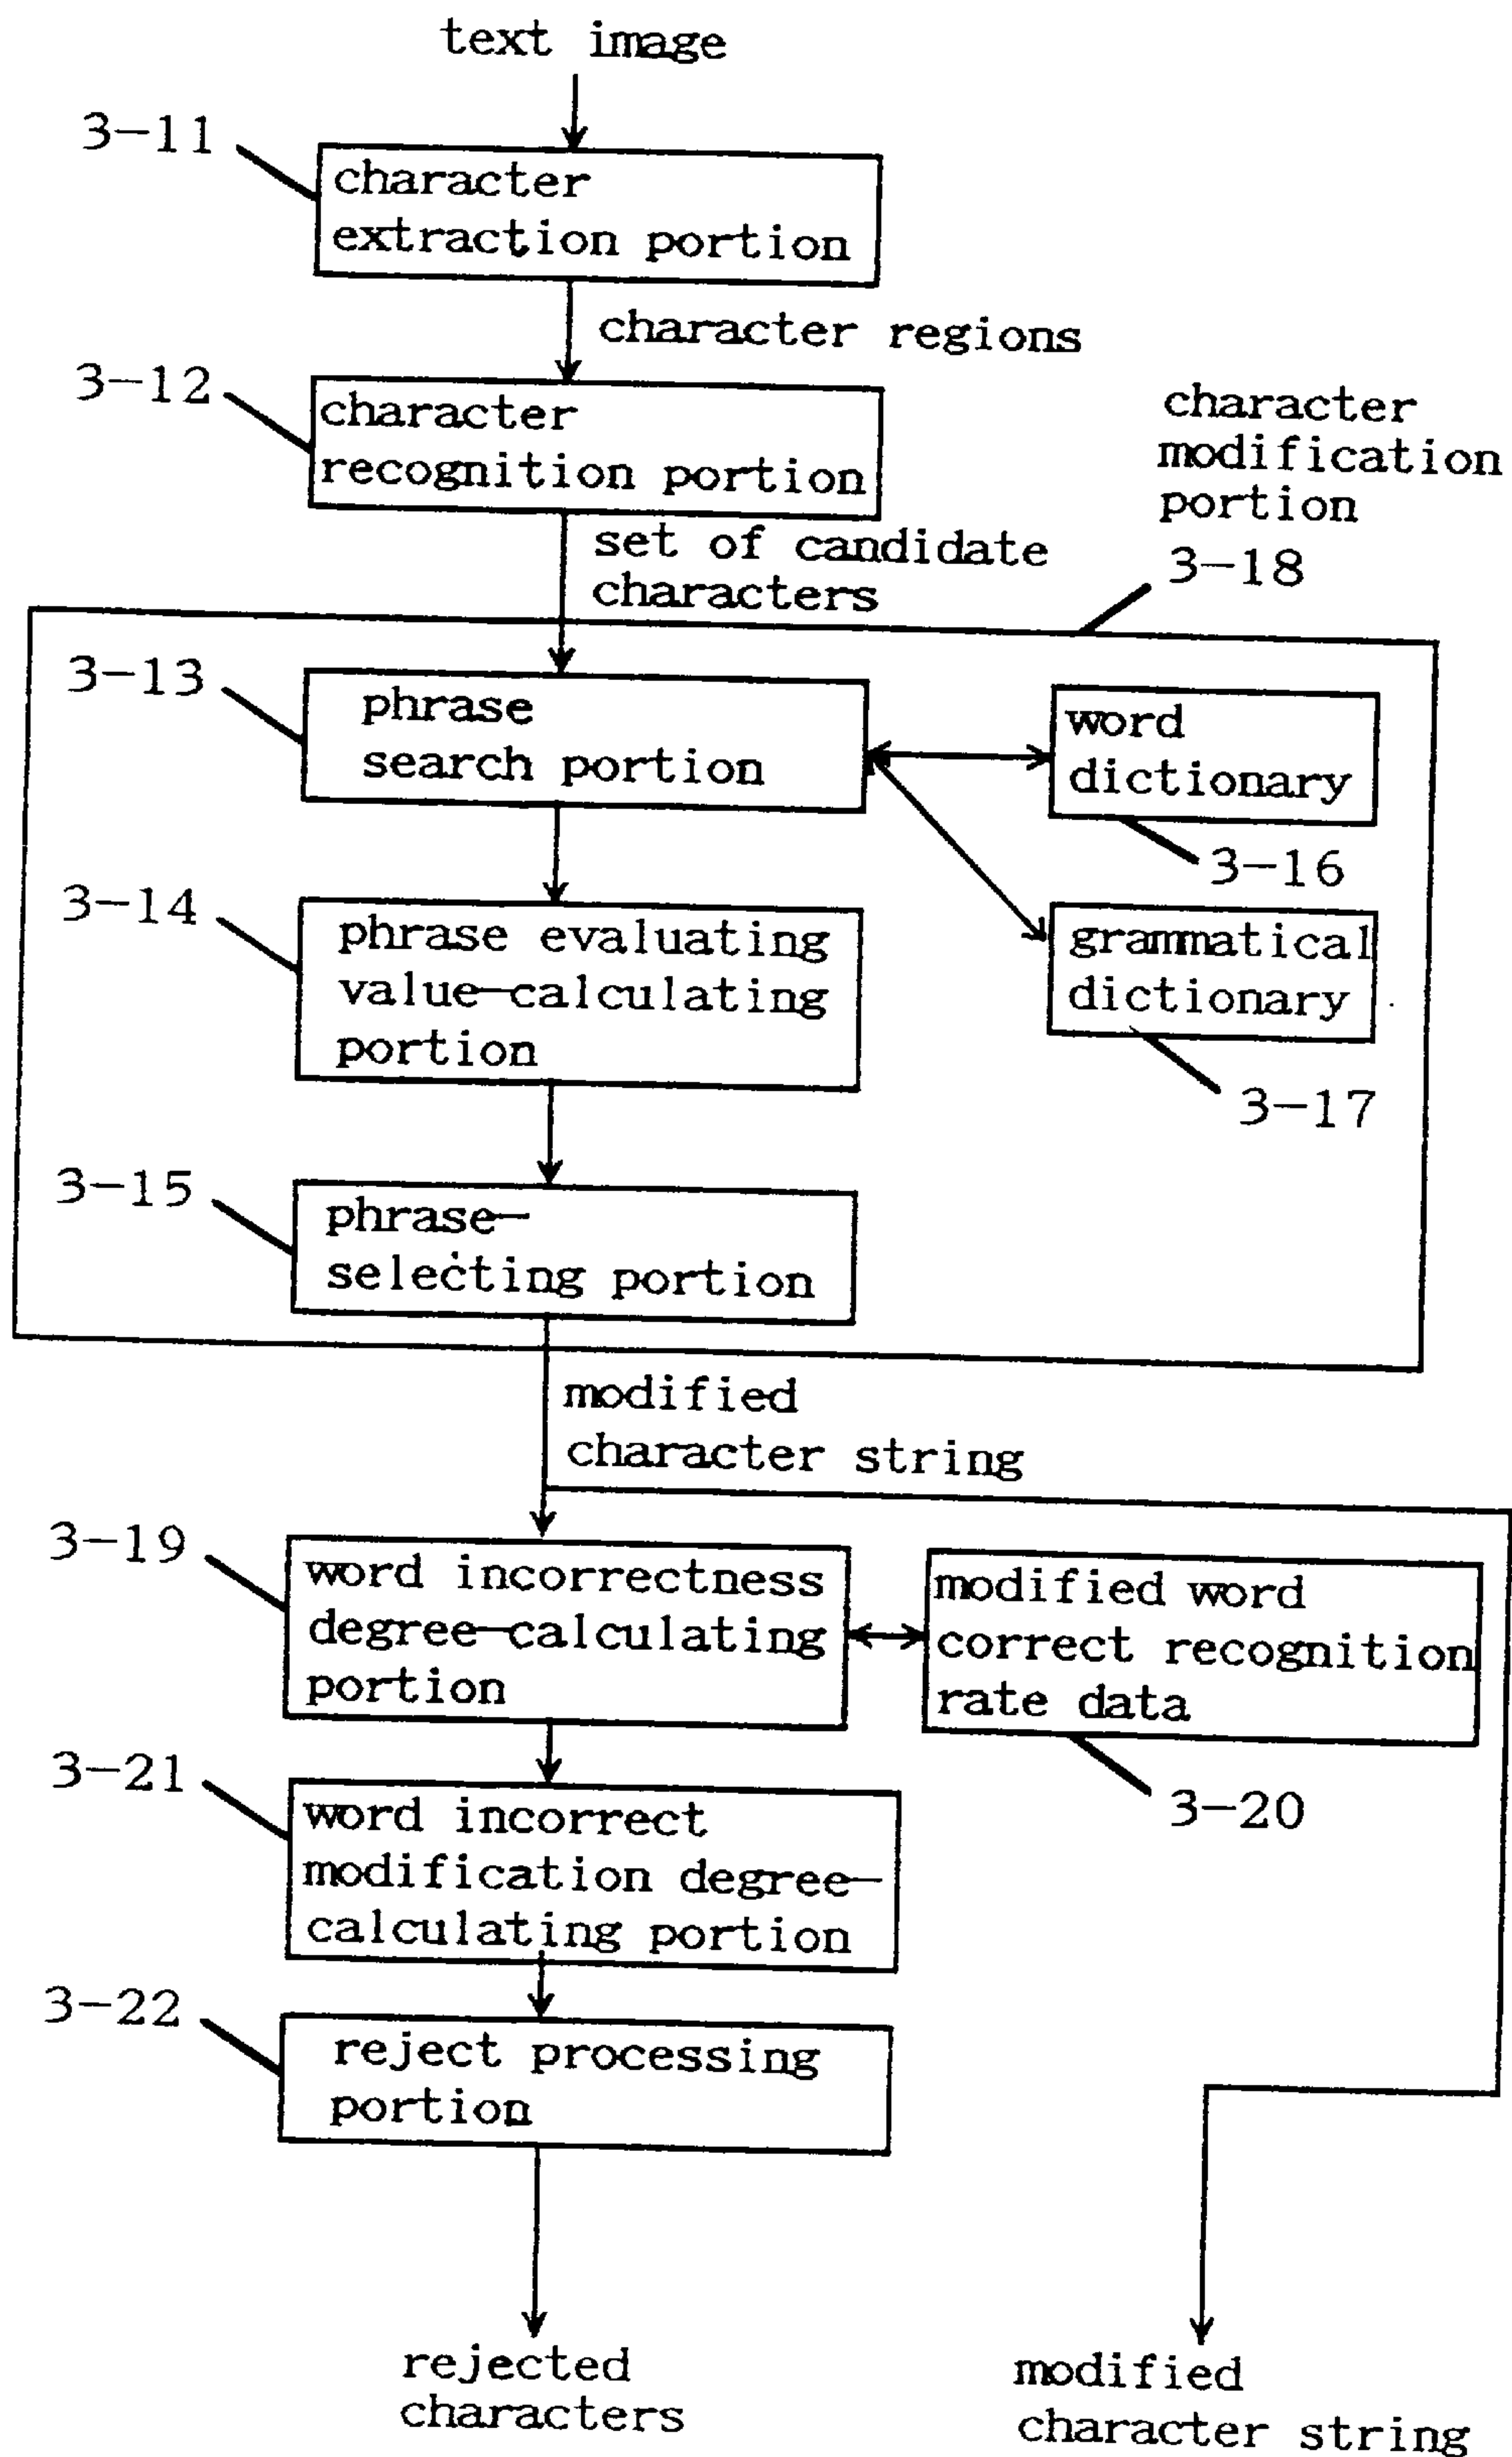 text image
3-11
character
extraction portion
character regions
3-12
character
recognition portion
character
modification
portion
3-18
set of candidate
characters
3-13
phrase
search portion
word
dictionary
3-16
3-14
phrase evaluating
value-calculating
portion
grammatical
dictionary
3-17
3-15
phrase-
selecting portion
modified
character string
3-19
word incorrectness
degree-calculating
portion
modified word
correct recognition
rate data
3-20
3-21
word incorrect
modification degree-
calculating portion
3-22
reject processing
portion
rejected
characters
modified
character string